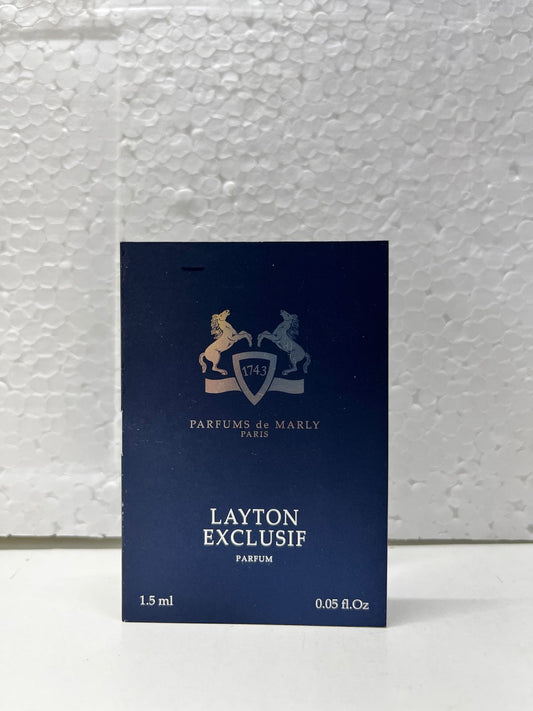 1743
PARFUMS de MARLY
PARIS
LAYTON
EXCLUSIF
PARFUM
1.5 ml 0.05 fl.Oz